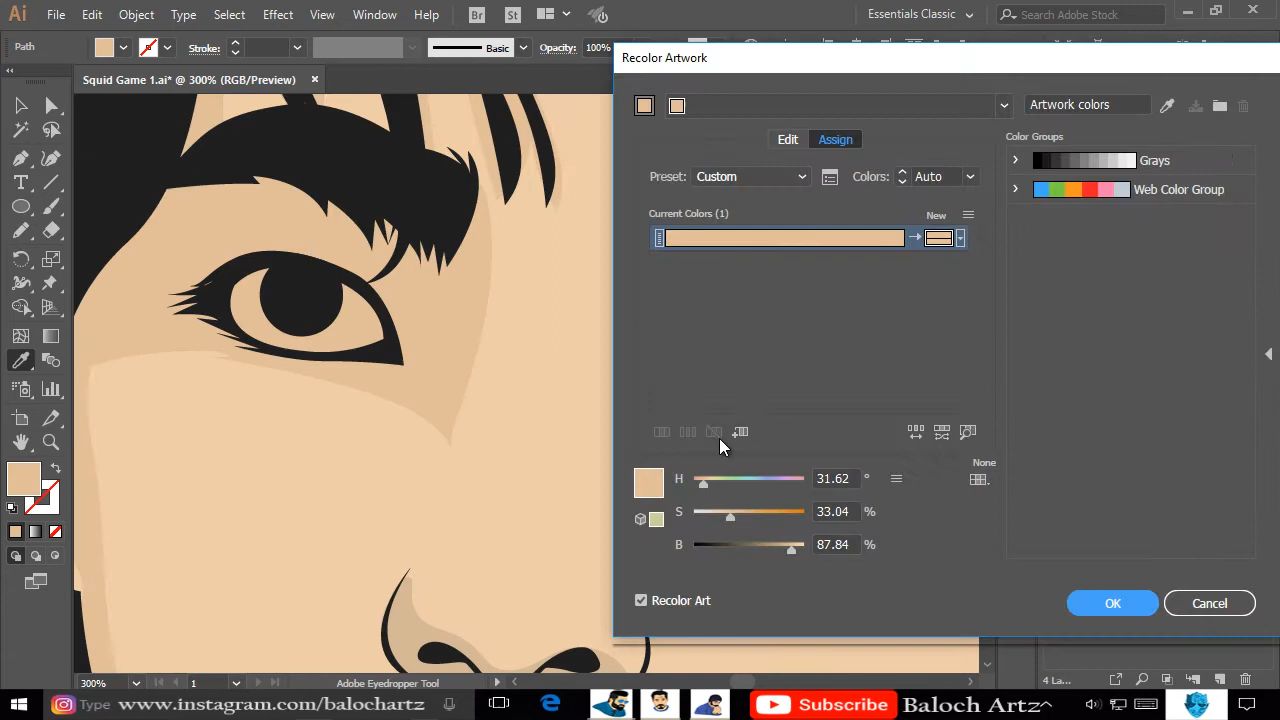 Ai File Edit Object Type Select Effect View Window Help Br St Essentials Classic Search Adobe Stock
Path Stroke: Basic Opacity: 100%
Recolor Artwork
Squid Game 1.ai* @ 300% (RGB/Preview)
Artwork colors
Edit Assign
Color Groups
Preset: Custom Colors: Auto
Grays
Web Color Group
Current Colors (1) New
None
H 31.62 °
S 33.04 %
B 87.84 %
Recolor Art
OK Cancel
300% 1 Adobe Eyedropper Tool 4 La...
Type www.instagram.com/balochartz Subscribe Baloch Artz